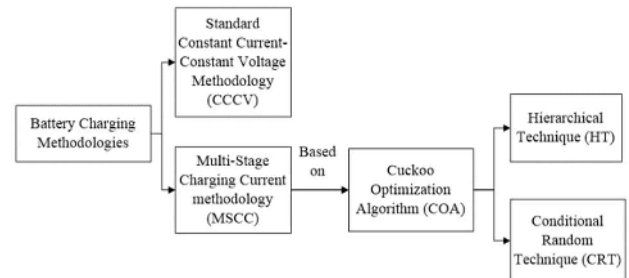 Battery Charging
Methodologies
Standard
Constant Current-
Constant Voltage
Methodology
(CCCV)
Multi-Stage
Charging Current
methodology
(MSCC)
Based
on
Cuckoo
Optimization
Algorithm (COA)
Hierarchical
Technique (HT)
Conditional
Random
Technique (CRT)